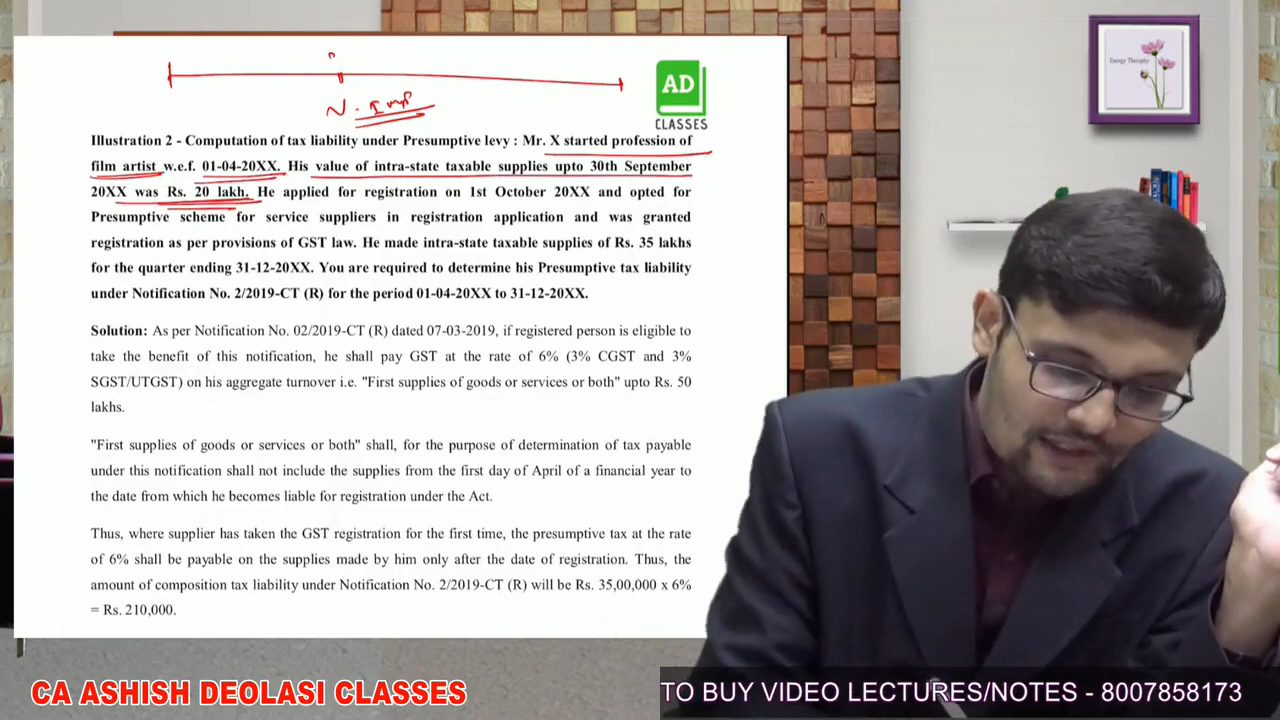 N. Imp
AD
CLASSES
Energy Theraphy
Illustration 2 - Computation of tax liability under Presumptive levy : Mr. X started profession of
film artist w.e.f. 01-04-20XX. His value of intra-state taxable supplies upto 30th September
20XX was Rs. 20 lakh. He applied for registration on 1st October 20XX and opted for
Presumptive scheme for service suppliers in registration application and was granted
registration as per provisions of GST law. He made intra-state taxable supplies of Rs. 35 lakhs
for the quarter ending 31-12-20XX. You are required to determine his Presumptive tax liability
under Notification No. 2/2019-CT (R) for the period 01-04-20XX to 31-12-20XX.
Solution: As per Notification No. 02/2019-CT (R) dated 07-03-2019, if registered person is eligible to
take the benefit of this notification, he shall pay GST at the rate of 6% (3% CGST and 3%
SGST/UTGST) on his aggregate turnover i.e. "First supplies of goods or services or both" upto Rs. 50
lakhs.
"First supplies of goods or services or both" shall, for the purpose of determination of tax payable
under this notification shall not include the supplies from the first day of April of a financial year to
the date from which he becomes liable for registration under the Act.
Thus, where supplier has taken the GST registration for the first time, the presumptive tax at the rate
of 6% shall be payable on the supplies made by him only after the date of registration. Thus, the
amount of composition tax liability under Notification No. 2/2019-CT (R) will be Rs. 35,00,000 x 6%
= Rs. 210,000.
CA ASHISH DEOLASI CLASSES
TO BUY VIDEO LECTURES/NOTES - 8007858173